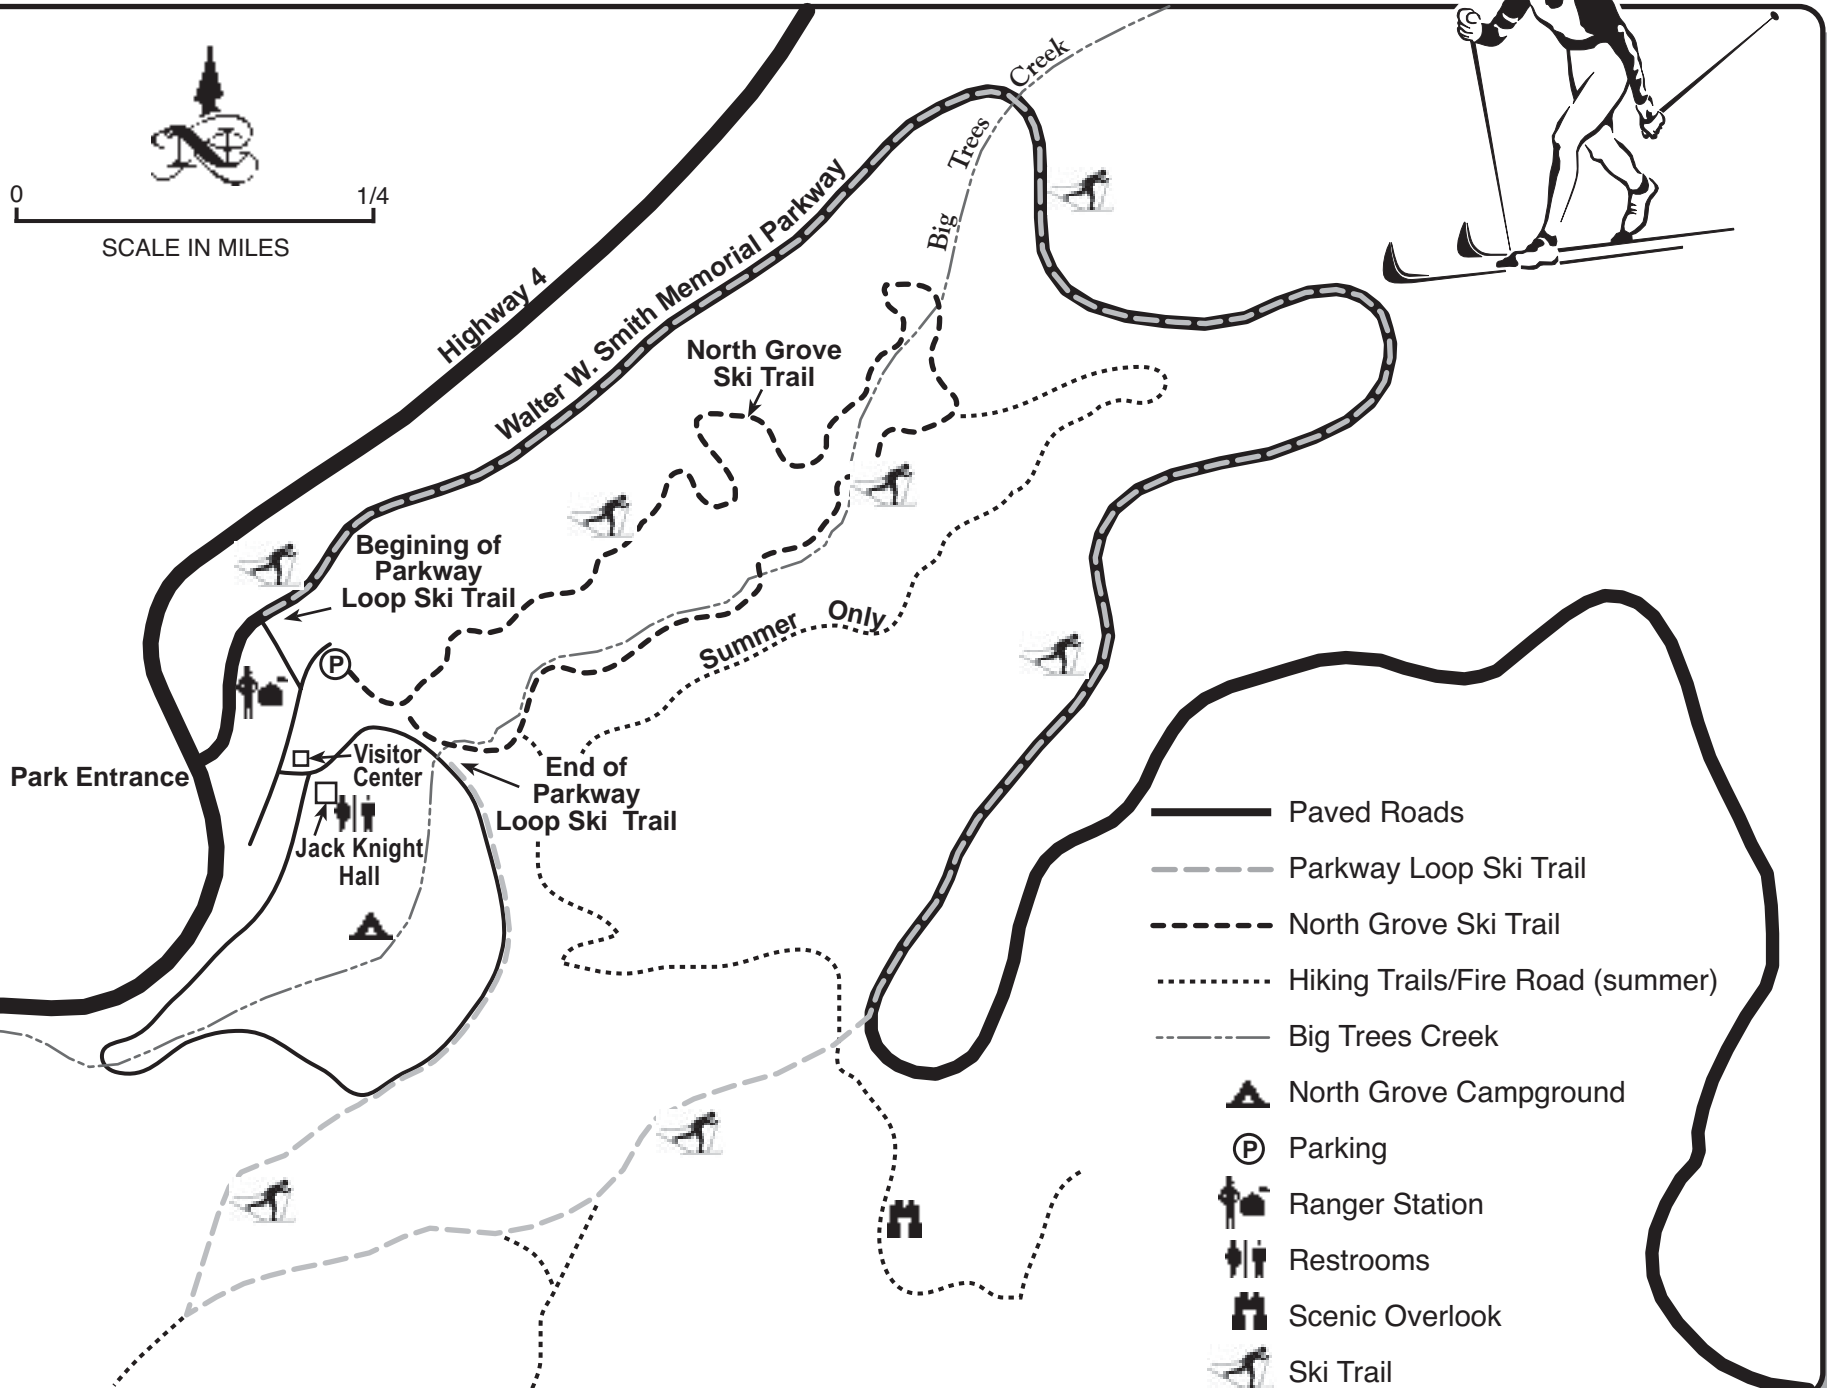 Creek
Trees
Big
N
0 1/4
SCALE IN MILES
Highway 4
Walter W. Smith Memorial Parkway
North Grove
Ski Trail
Begining of
Parkway
Loop Ski Trail
P
Summer Only
Park Entrance
Visitor
Center
Jack Knight
Hall
End of
Parkway
Loop Ski Trail
Paved Roads
Parkway Loop Ski Trail
North Grove Ski Trail
Hiking Trails/Fire Road (summer)
Big Trees Creek
North Grove Campground
P Parking
Ranger Station
Restrooms
Scenic Overlook
Ski Trail